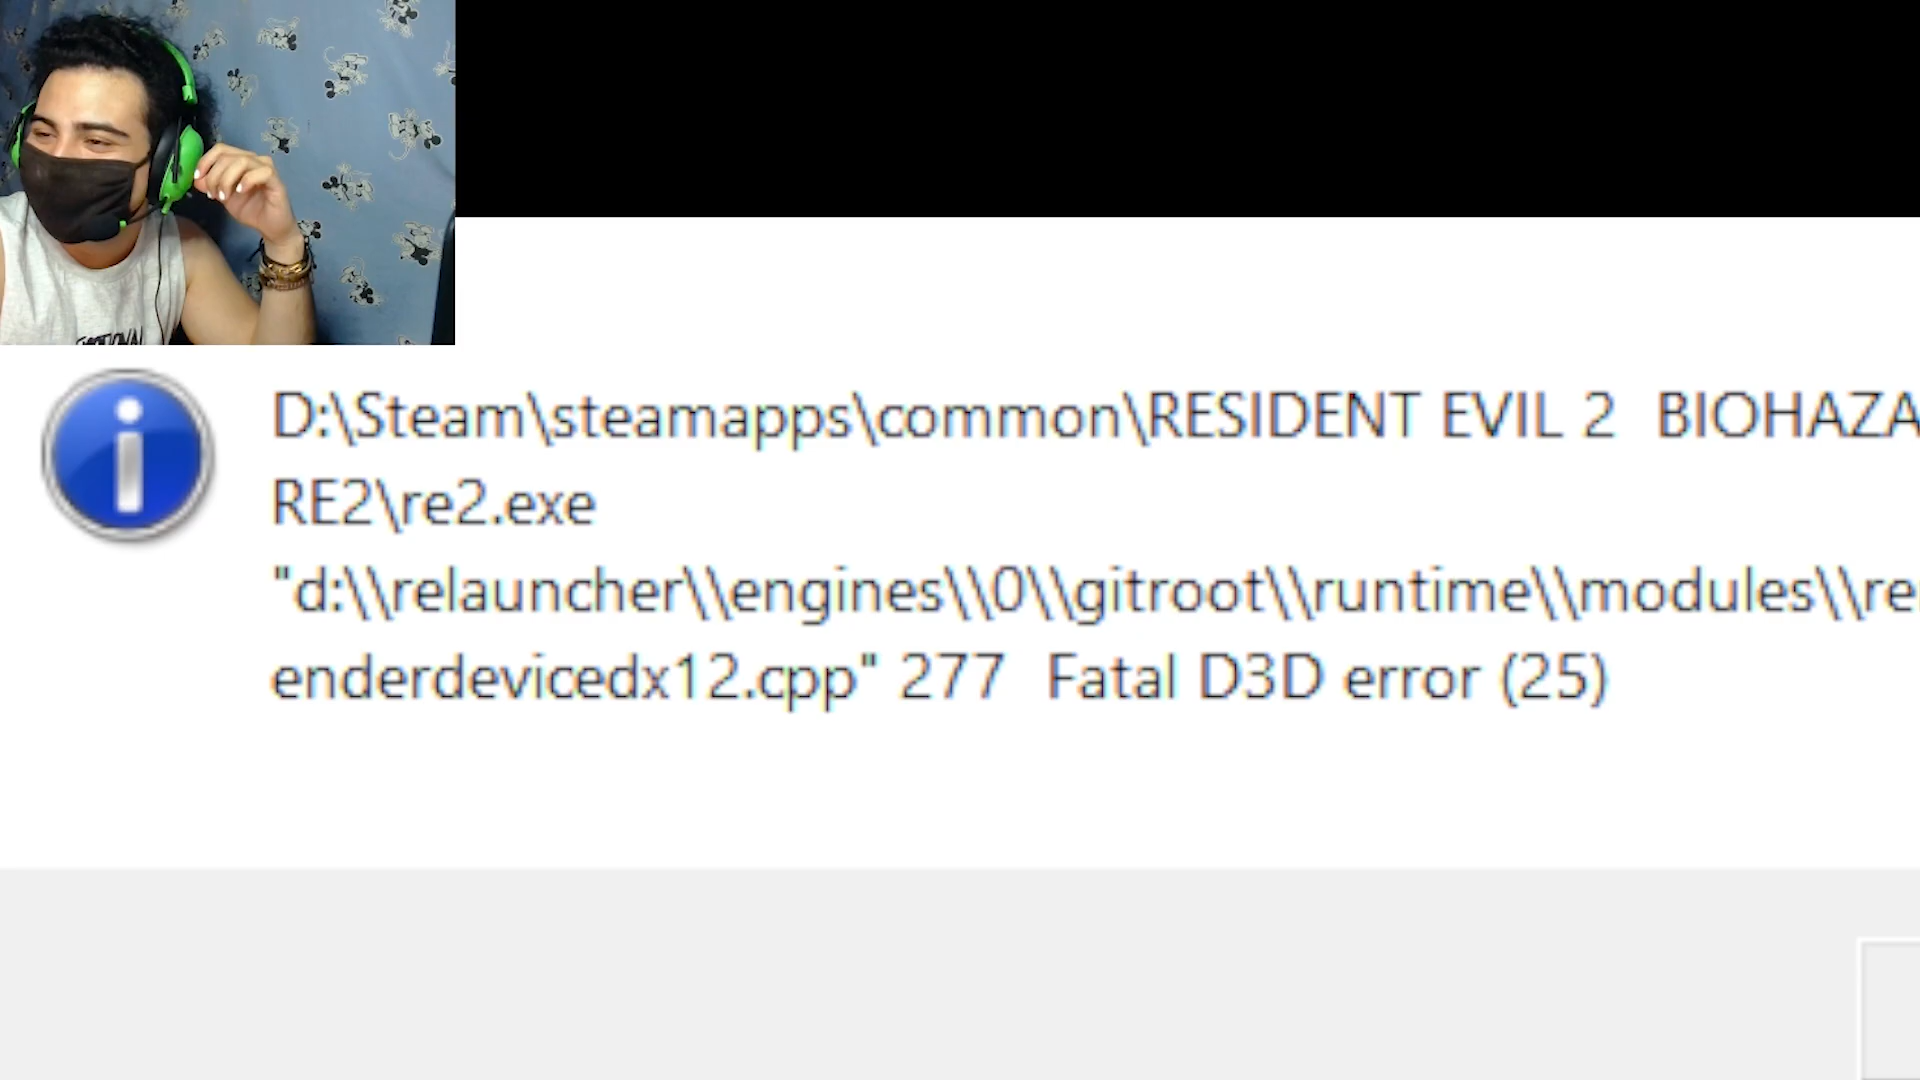 D:\Steam\steamapps\common\RESIDENT EVIL 2  BIOHAZA
RE2\re2.exe
"d:\\relauncher\\engines\\0\\gitroot\\runtime\\modules\\re
enderdevicedx12.cpp" 277  Fatal D3D error (25)